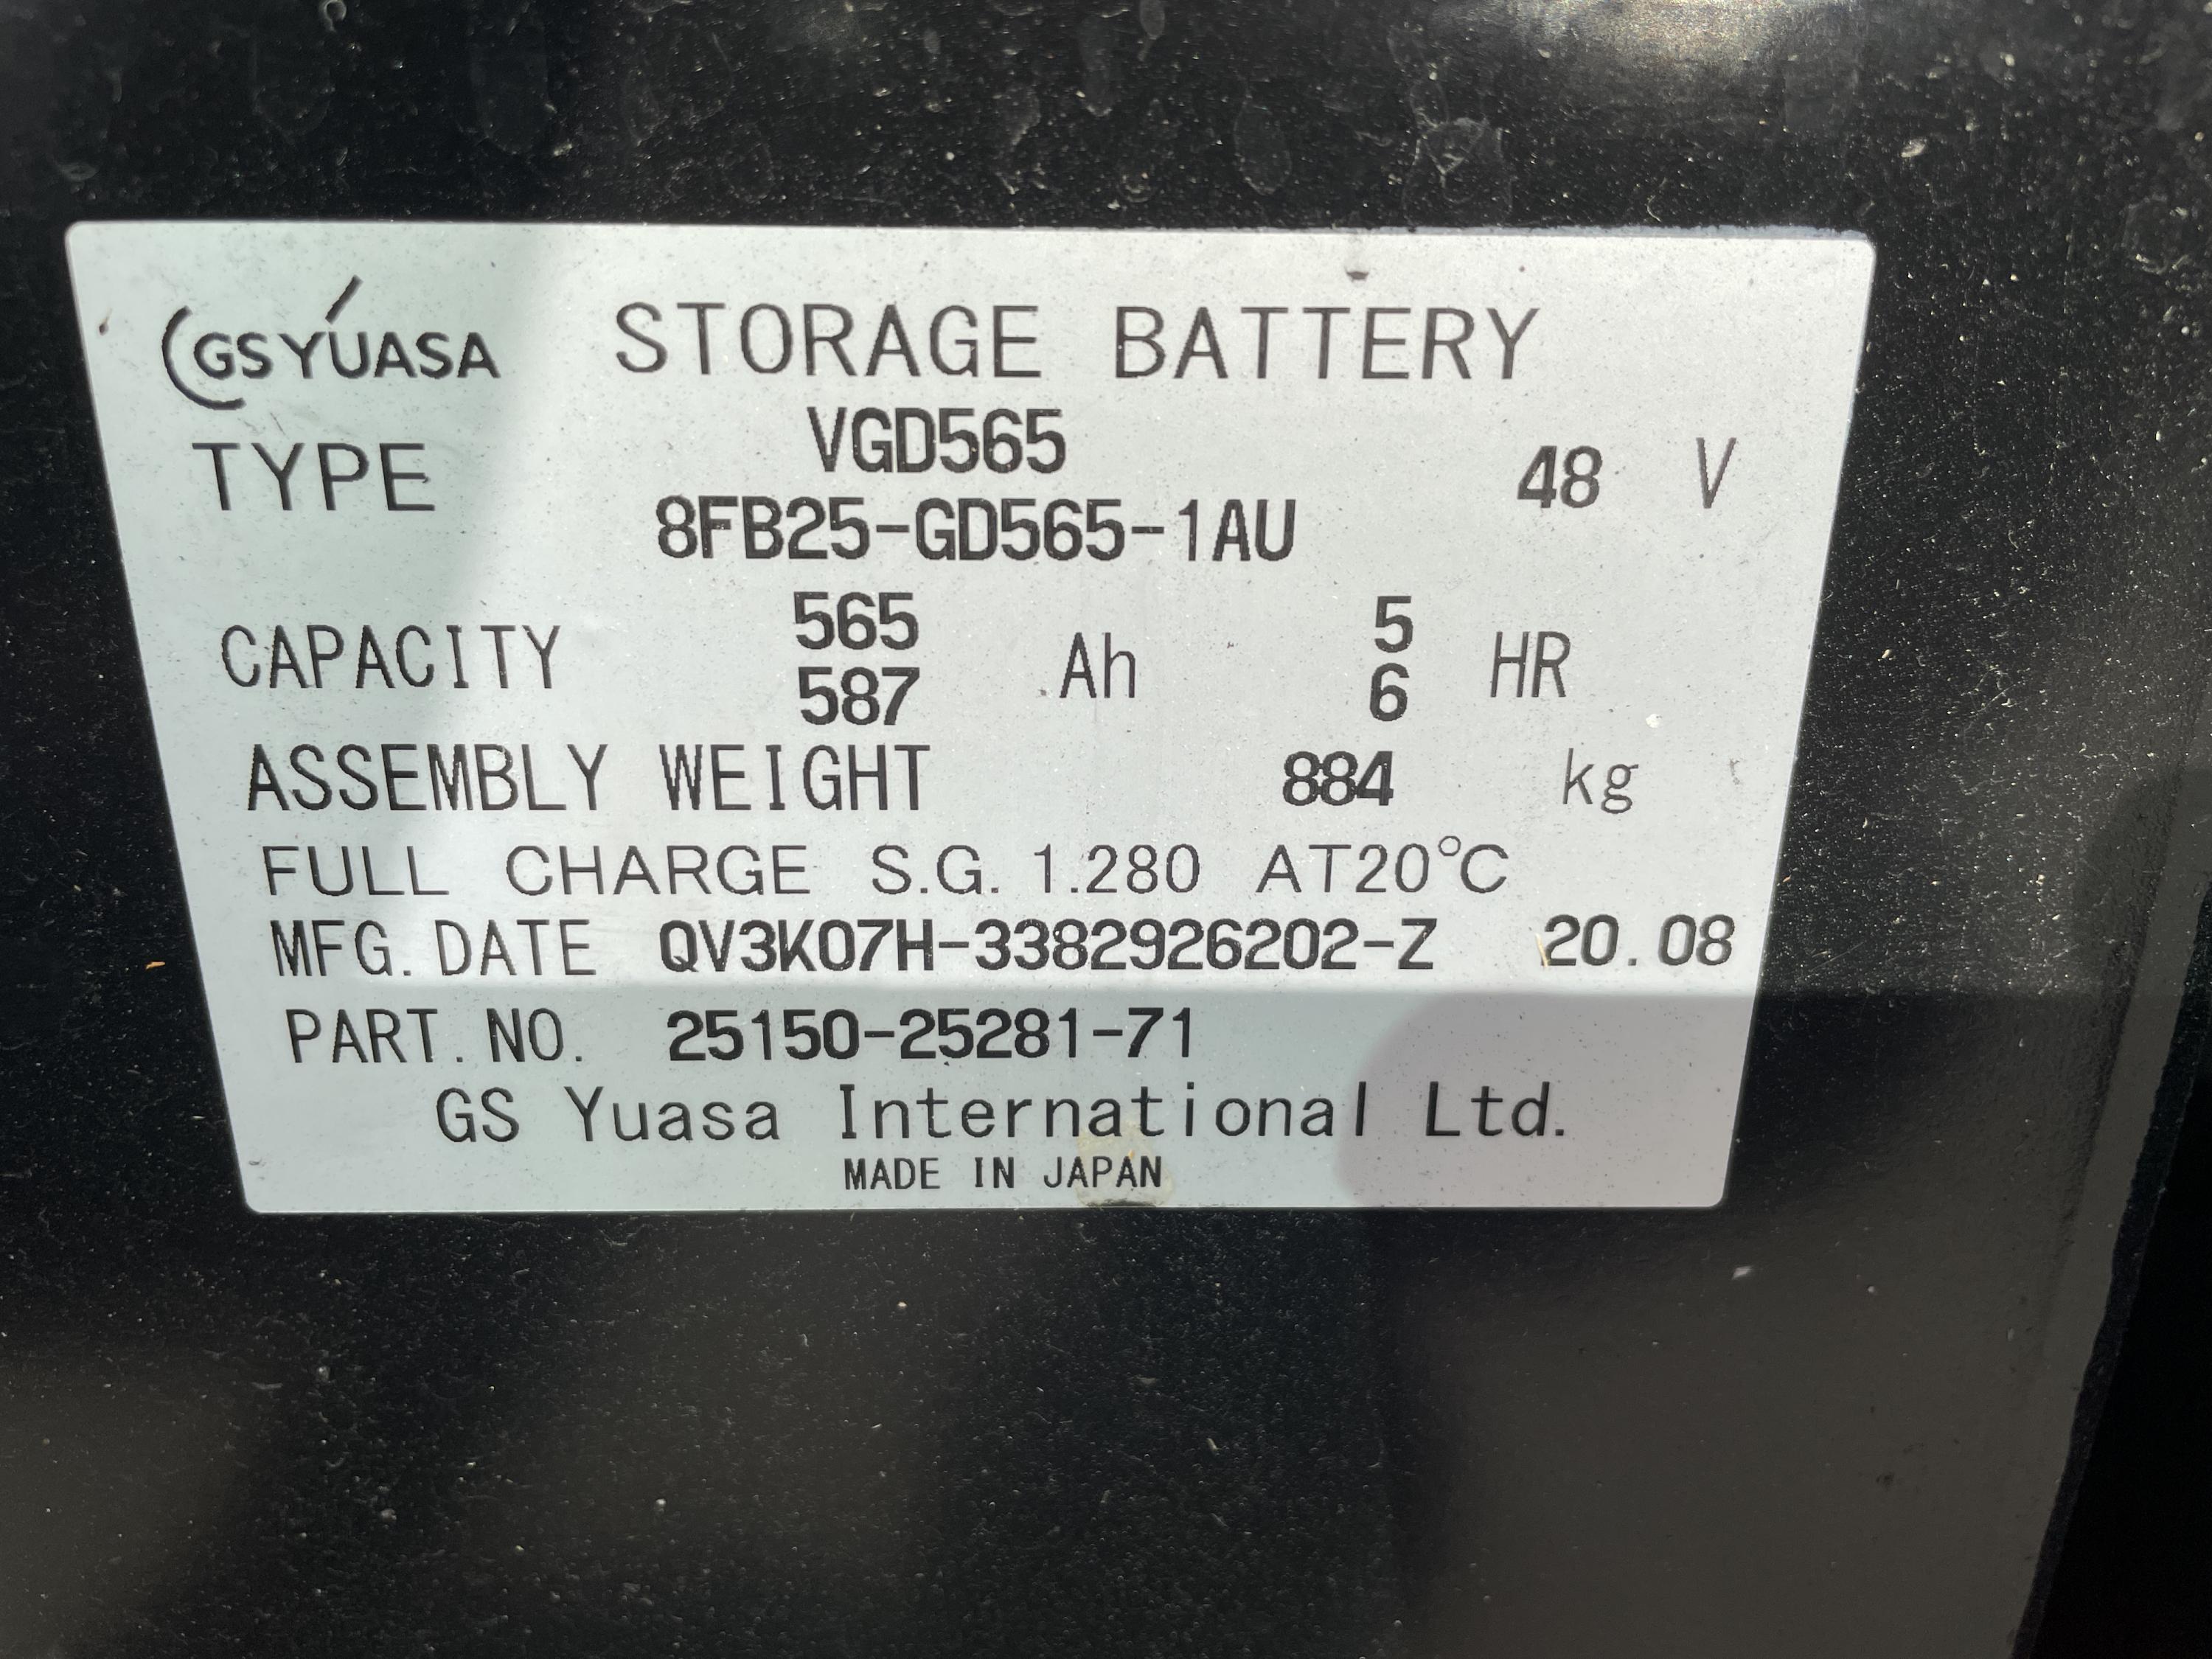 GS YUASA STORAGE BATTERY
VGD565
TYPE 48 V
8FB25-GD565-1AU
565 5
CAPACITY Ah HR
587 6
ASSEMBLY WEIGHT 884 kg
FULL CHARGE S.G. 1.280 AT20°C
MFG.DATE QV3K07H-3382926202-Z 20.08
PART.NO. 25150-25281-71
GS Yuasa International Ltd.
MADE IN JAPAN